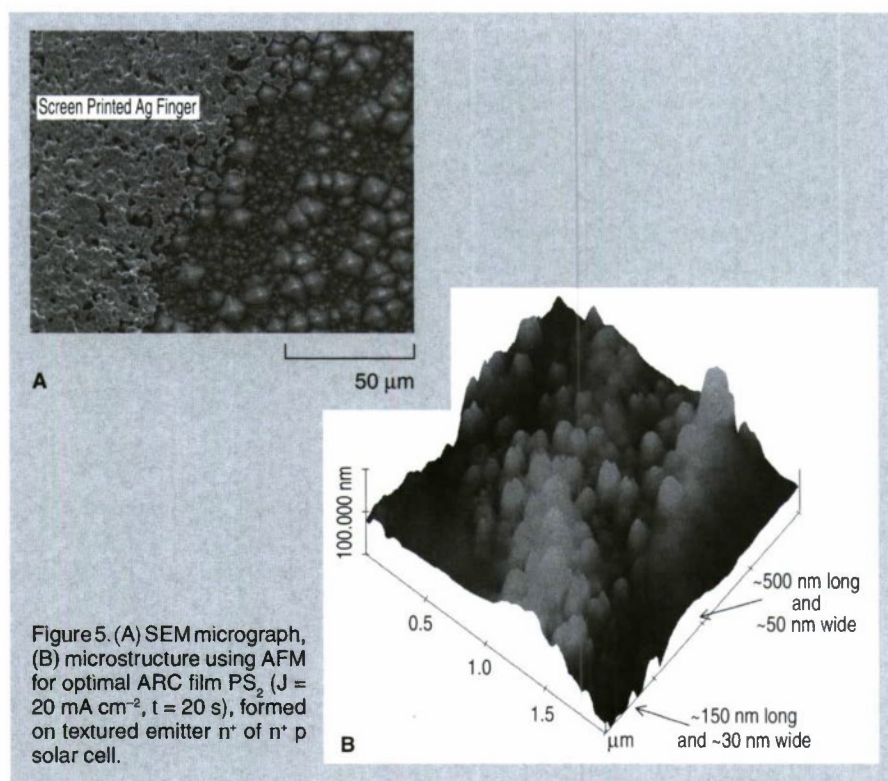 Screen Printed Ag Finger
A
50 μm
100.000 nm
0.5
1.0
1.5
μm
~500 nm long
and
~50 nm wide
~150 nm long
and ~30 nm wide
B
Figure 5. (A) SEM micrograph,
(B) microstructure using AFM
for optimal ARC film PS₂ (J =
20 mA cm⁻², t = 20 s), formed
on textured emitter n⁺ of n⁺ p
solar cell.